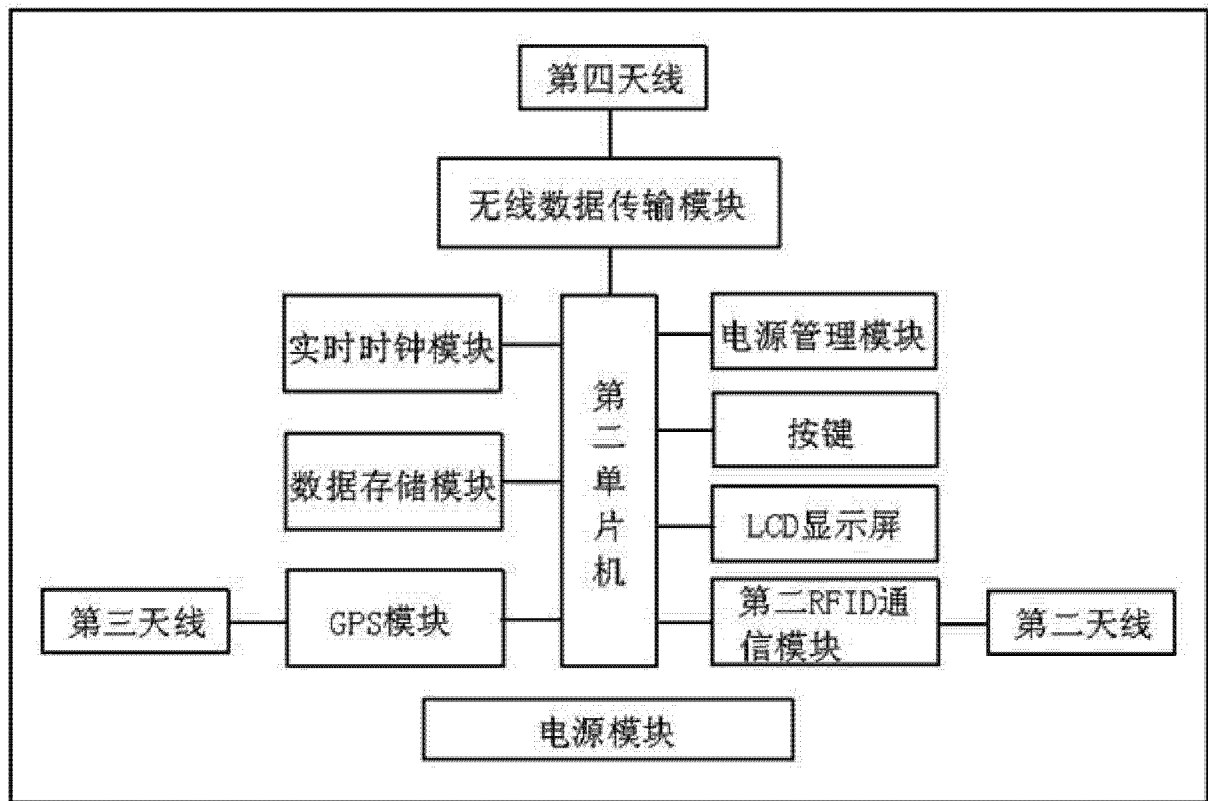 第四天线
无线数据传输模块
实时时钟模块
电源管理模块
第二单片机
按键
数据存储模块
LCD显示屏
第三天线
GPS模块
第二RFID通
信模块
第二天线
电源模块